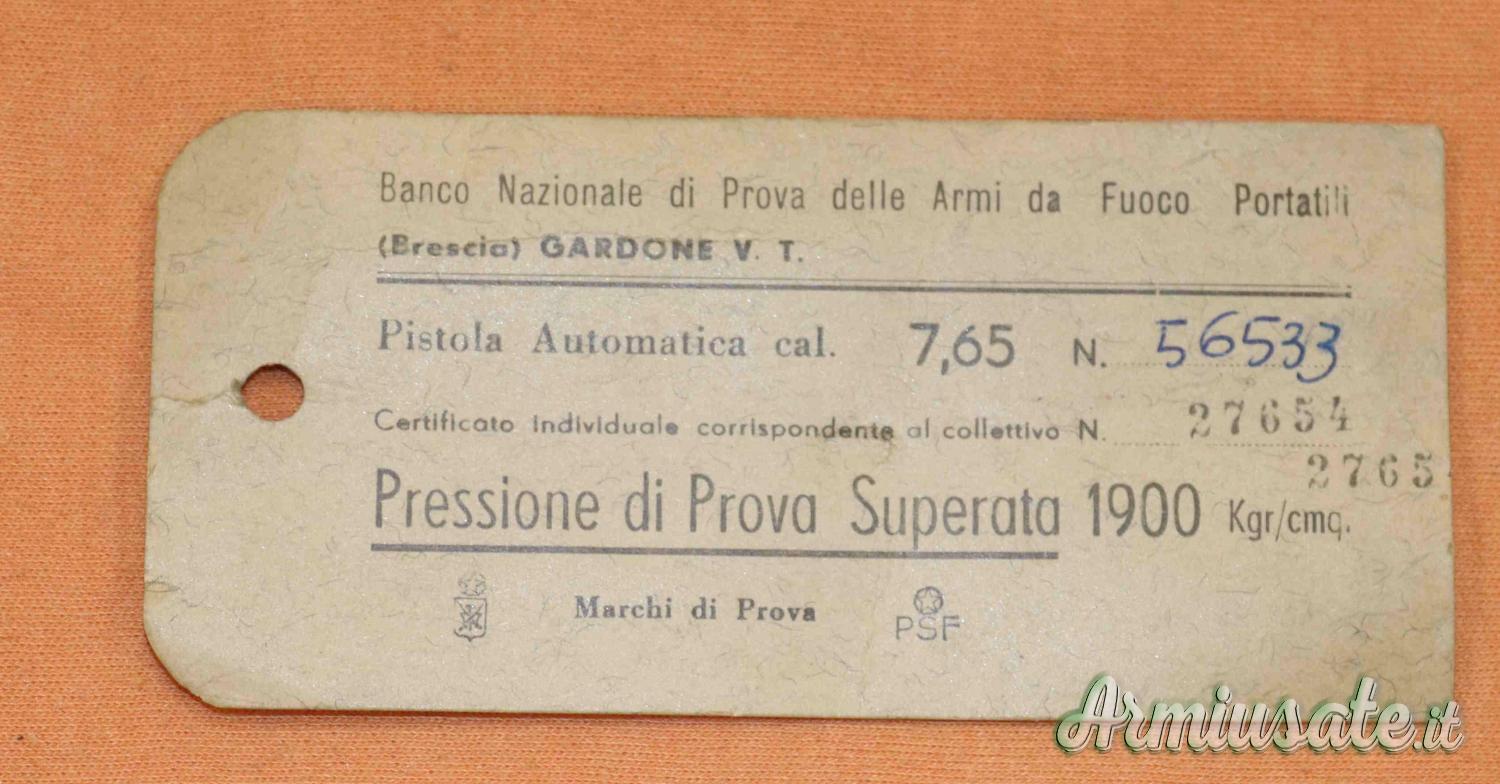 Banco Nazionale di Prova delle Armi da Fuoco Portatili
(Brescia) GARDONE V. T.
Pistola Automatica cal. 7,65 N. 56533
Certificato individuale corrispondente al collettivo N. 27654
2765
Pressione di Prova Superata 1900 Kgr/cmq.
Marchi di Prova PSF
Armiusate.it